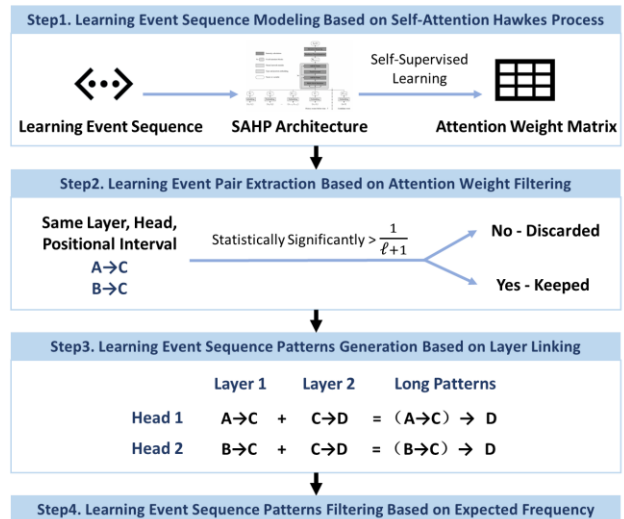 Step1. Learning Event Sequence Modeling Based on Self-Attention Hawkes Process
Self-Supervised
Learning
Learning Event Sequence SAHP Architecture Attention Weight Matrix
Step2. Learning Event Pair Extraction Based on Attention Weight Filtering
Same Layer, Head,
Positional Interval
A→C
B→C
Statistically Significantly > 1/(ℓ+1)
No - Discarded
Yes - Keeped
Step3. Learning Event Sequence Patterns Generation Based on Layer Linking
Layer 1 Layer 2 Long Patterns
Head 1 A→C + C→D = （A→C）→ D
Head 2 B→C + C→D = （B→C）→ D
Step4. Learning Event Sequence Patterns Filtering Based on Expected Frequency